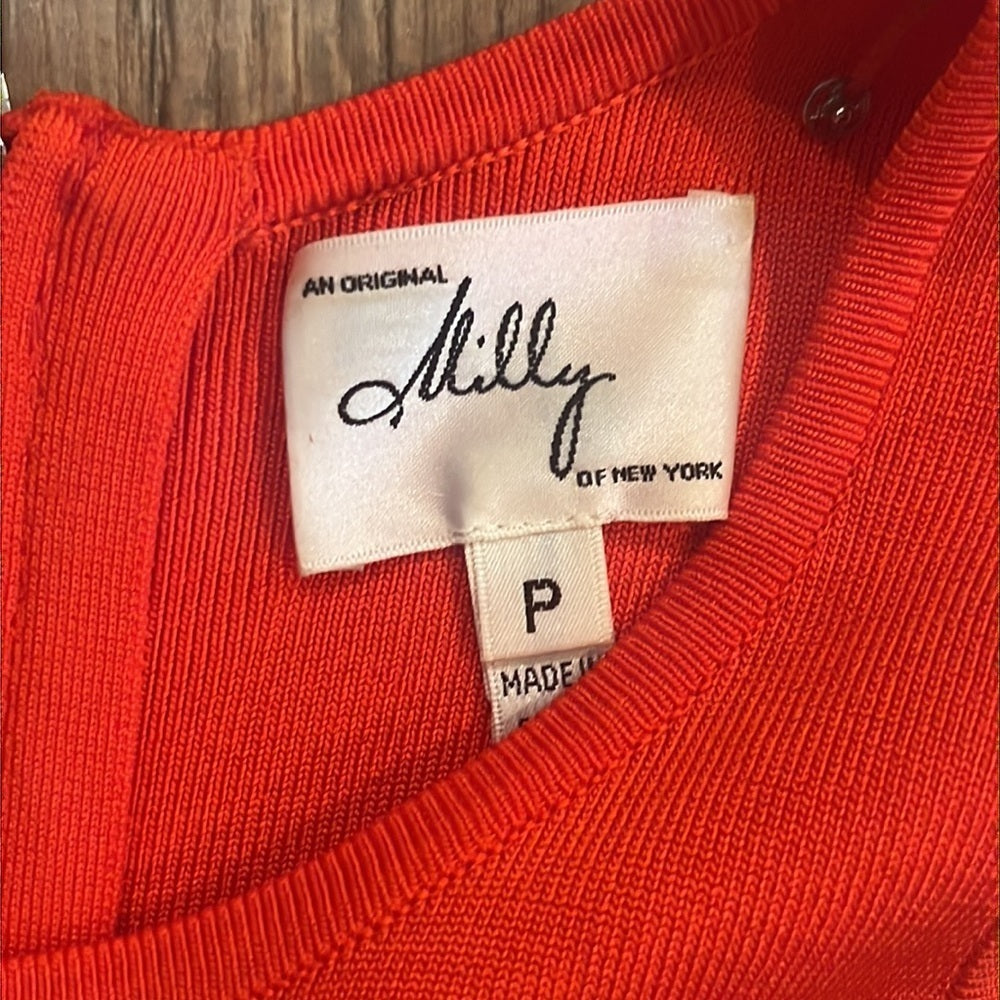 AN ORIGINAL
Milly
OF NEW YORK
P
MADE